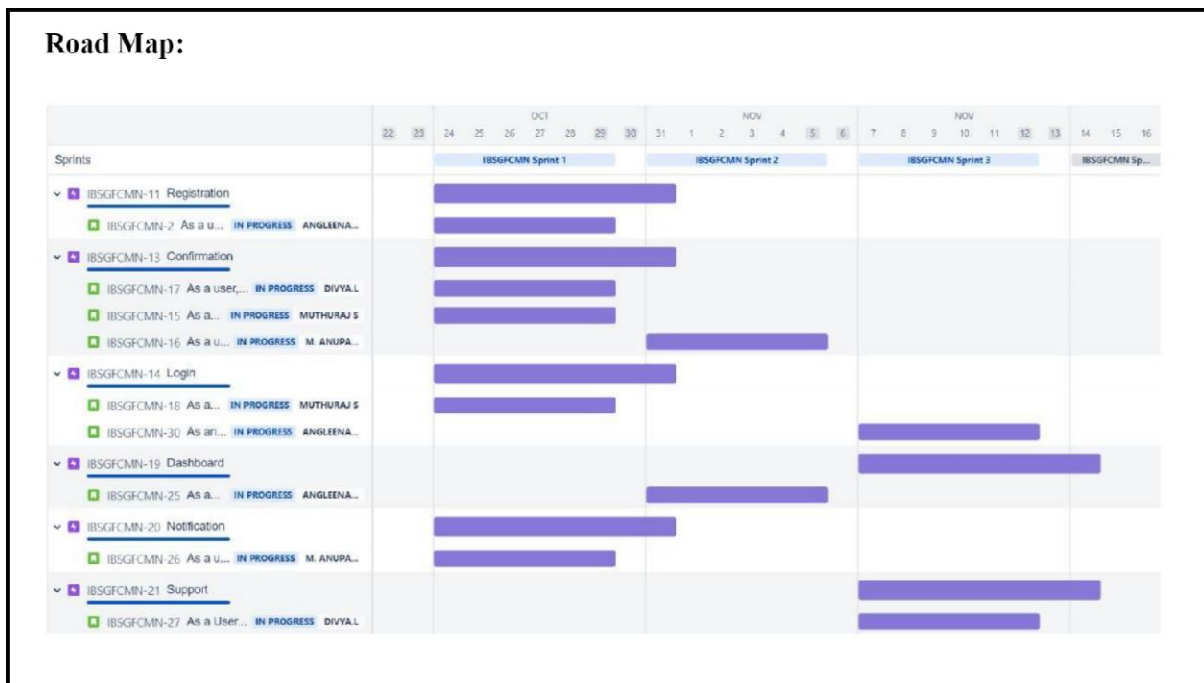 Road Map:
OCT NOV NOV
22 23 24 25 26 27 28 29 30 31 1 2 3 4 5 6 7 8 9 10 11 12 13 14 15 16
Sprints IBSGFCMN Sprint 1 IBSGFCMN Sprint 2 IBSGFCMN Sprint 3 IBSGFCMN Sp...
IBSGFCMN-11 Registration
IBSGFCMN-2 As a u... IN PROGRESS ANGLEENA...
IBSGFCMN-13 Confirmation
IBSGFCMN-17 As a user,... IN PROGRESS DIVYA.L
IBSGFCMN-15 As a... IN PROGRESS MUTHURAJ S
IBSGFCMN-16 As a u... IN PROGRESS M. ANUPA...
IBSGFCMN-14 Login
IBSGFCMN-18 As a... IN PROGRESS MUTHURAJ S
IBSGFCMN-30 As an... IN PROGRESS ANGLEENA...
IBSGFCMN-19 Dashboard
IBSGFCMN-25 As a... IN PROGRESS ANGLEENA...
IBSGFCMN-20 Notification
IBSGFCMN-26 As a u... IN PROGRESS M. ANUPA...
IBSGFCMN-21 Support
IBSGFCMN-27 As a User... IN PROGRESS DIVYA.L